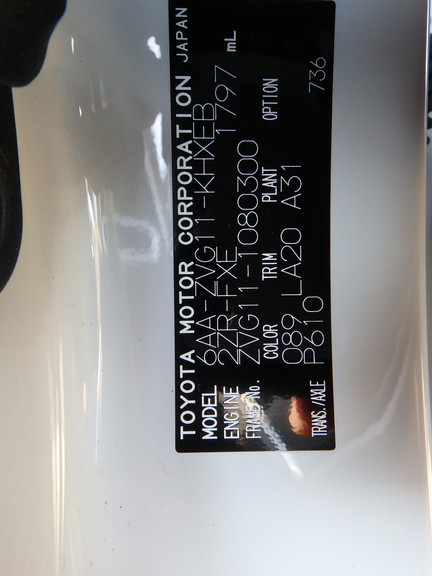 TOYOTA MOTOR CORPORATION JAPAN
MODEL 6AA-ZVG11-KHXEB
ENGINE 2ZR-FXE 1797 mL
FRAME No. ZVG11-1080300
COLOR TRIM PLANT OPTION
089 LA20 A31
TRANS./AXLE P610 736